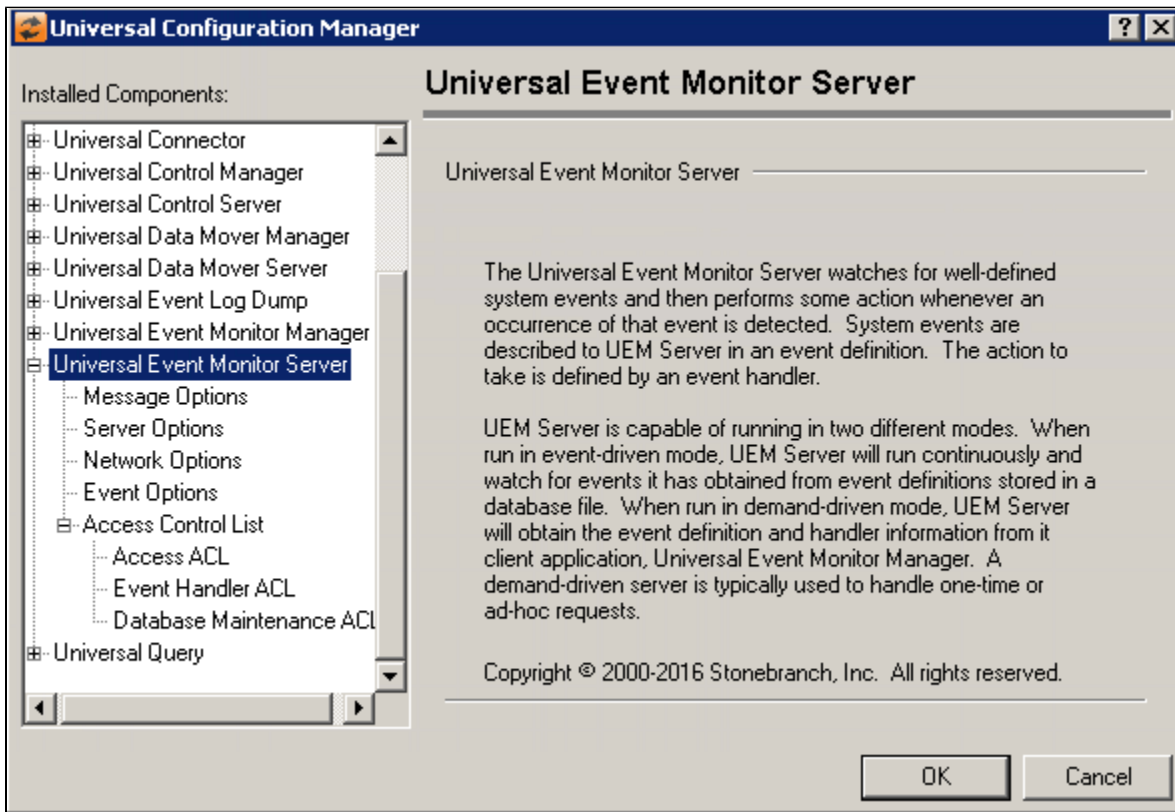 Universal Configuration Manager
Installed Components:
Universal Connector
Universal Control Manager
Universal Control Server
Universal Data Mover Manager
Universal Data Mover Server
Universal Event Log Dump
Universal Event Monitor Manager
Universal Event Monitor Server
Message Options
Server Options
Network Options
Event Options
Access Control List
Access ACL
Event Handler ACL
Database Maintenance ACL
Universal Query
Universal Event Monitor Server
Universal Event Monitor Server
The Universal Event Monitor Server watches for well-defined
system events and then performs some action whenever an
occurrence of that event is detected.  System events are
described to UEM Server in an event definition.  The action to
take is defined by an event handler.
UEM Server is capable of running in two different modes.  When
run in event-driven mode, UEM Server will run continuously and
watch for events it has obtained from event definitions stored in a
database file.  When run in demand-driven mode, UEM Server
will obtain the event definition and handler information from it
client application, Universal Event Monitor Manager.  A
demand-driven server is typically used to handle one-time or
ad-hoc requests.
Copyright © 2000-2016 Stonebranch, Inc.  All rights reserved.
OK
Cancel